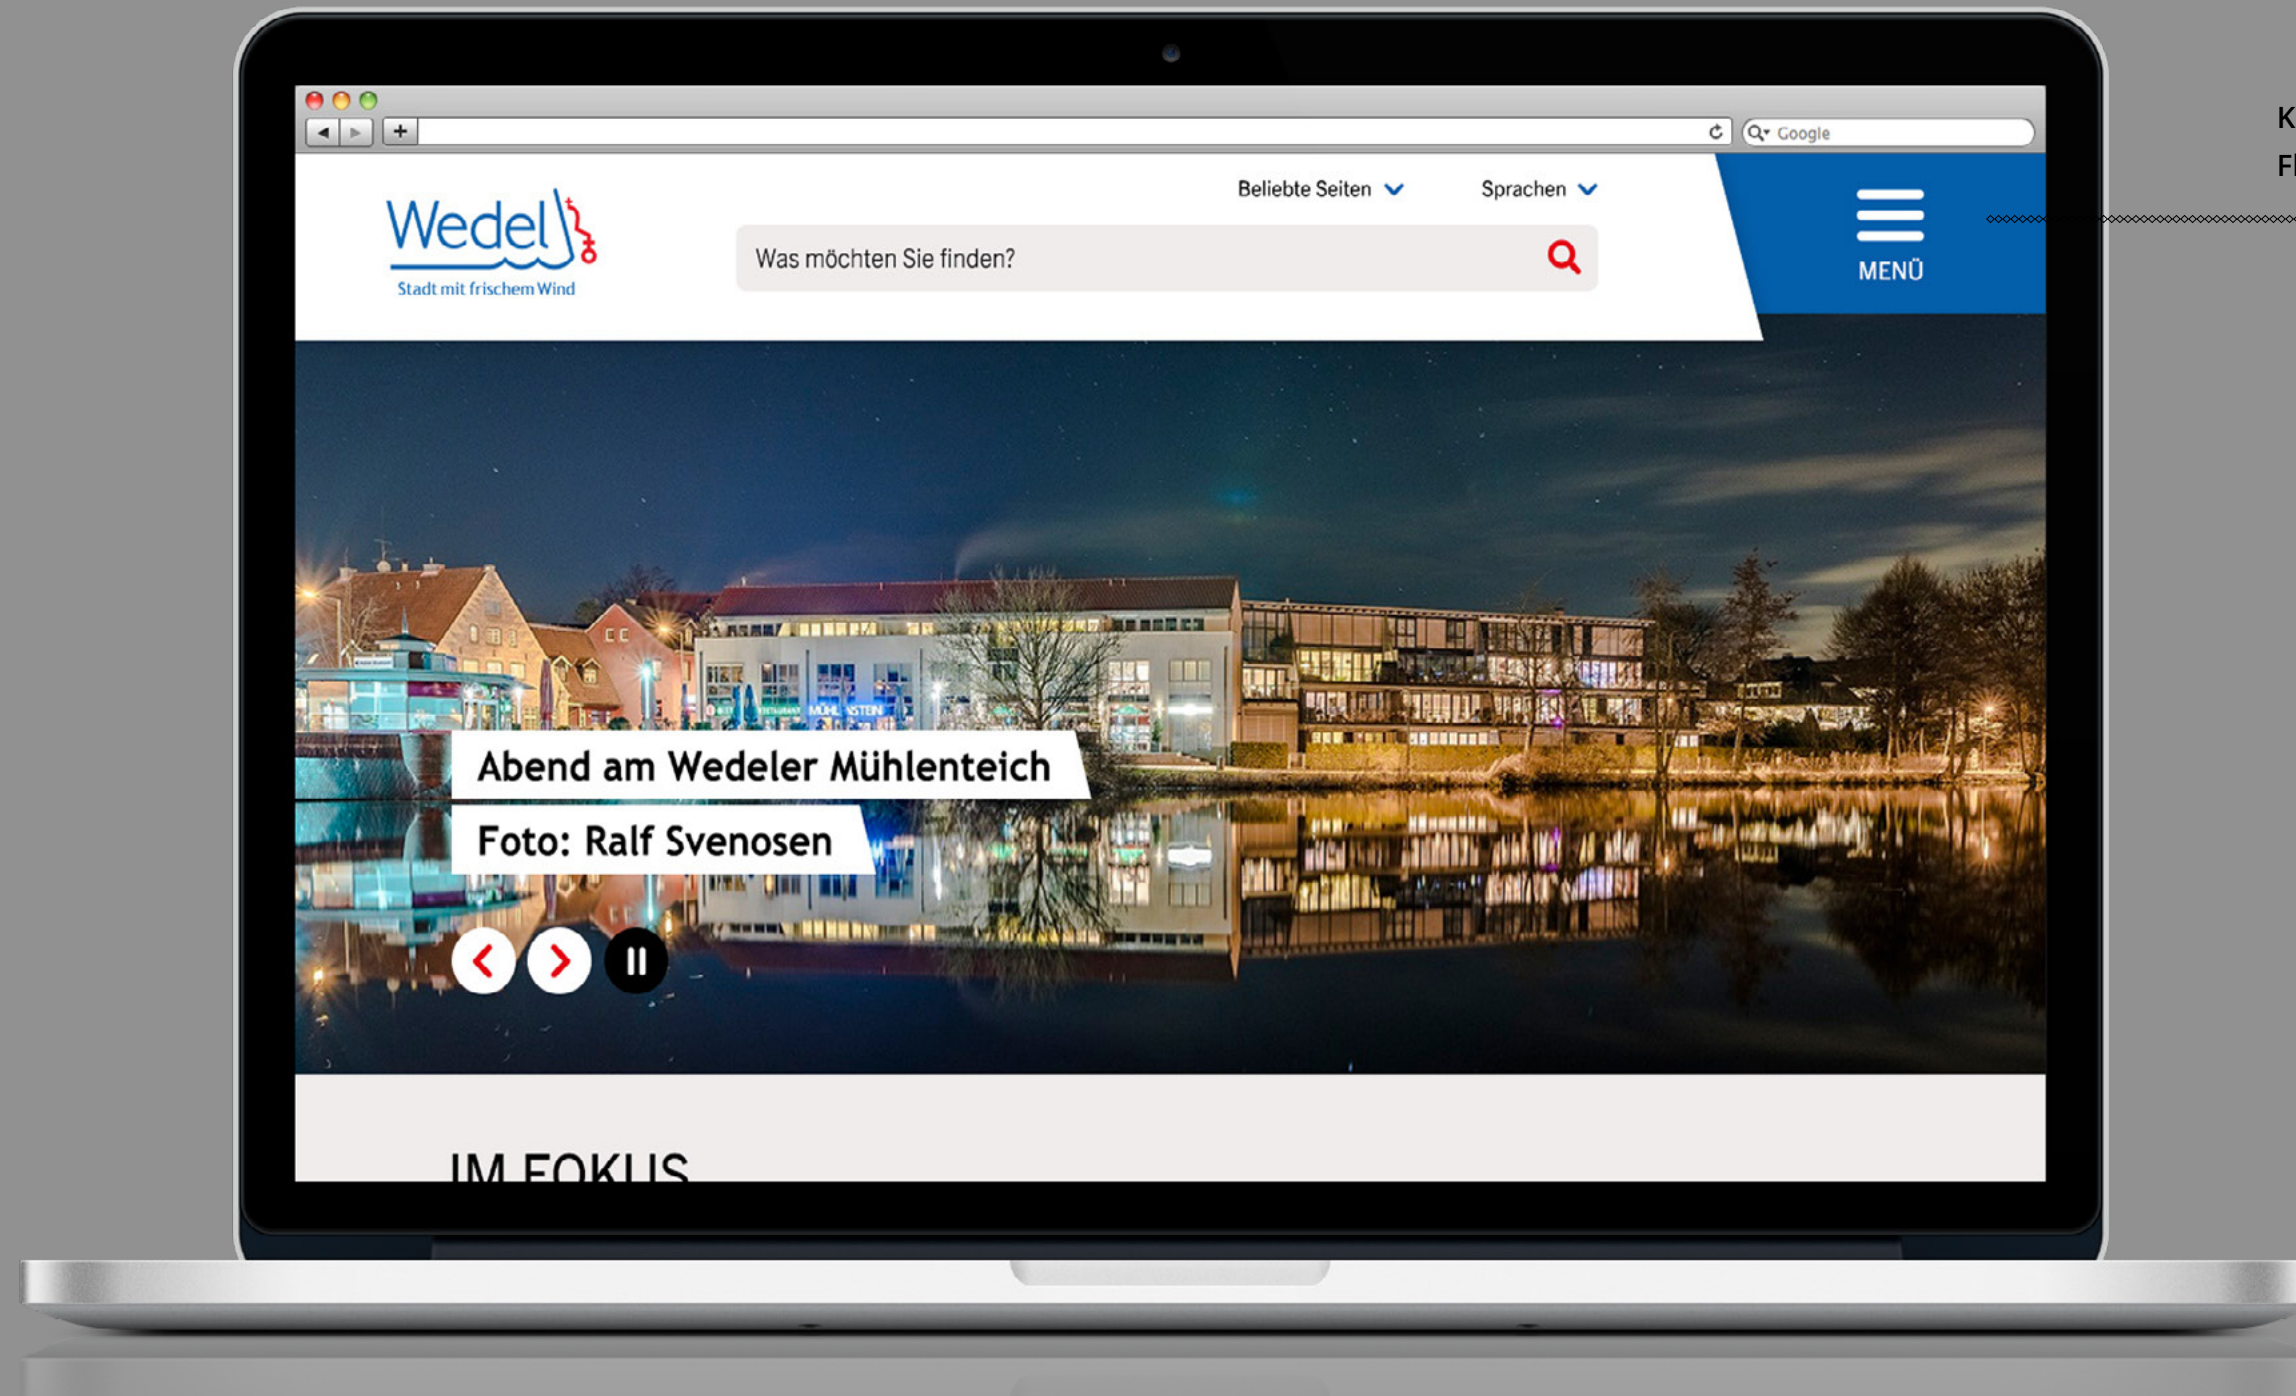 Google
Beliebte Seiten
Sprachen
Wedel
Stadt mit frischem Wind
Was möchten Sie finden?
MENÜ
Abend am Wedeler Mühlenteich
Foto: Ralf Svenosen
IM FOKUS